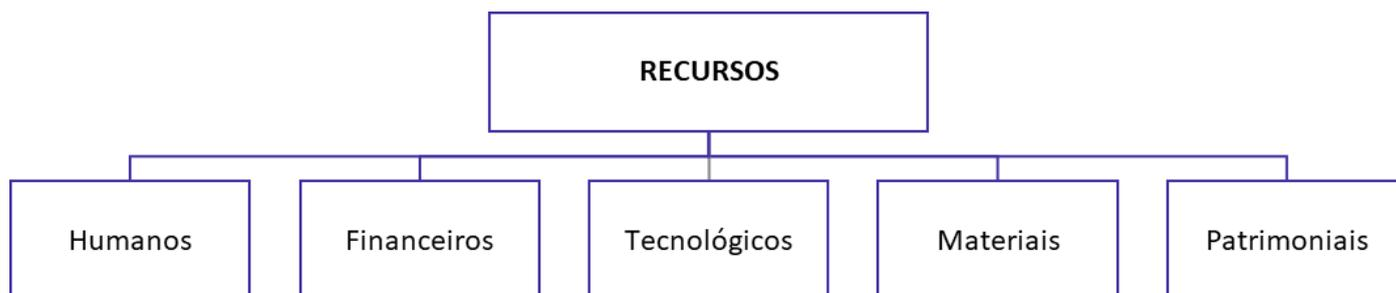 RECURSOS
Humanos
Financeiros
Tecnológicos
Materiais
Patrimoniais